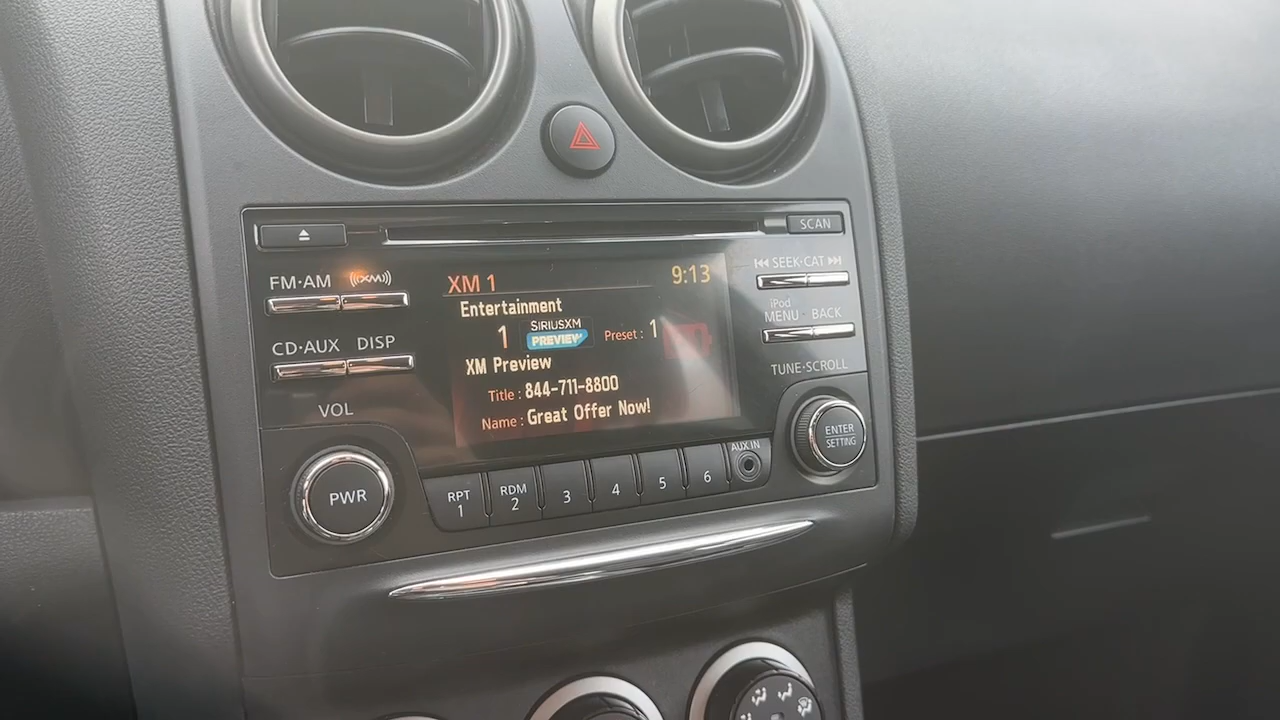 SCAN
FM·AM
((XM))
SEEK·CAT
XM 1
9:13
Entertainment
1
SIRIUSXM
PREVIEW
Preset : 1
iPod
MENU · BACK
CD·AUX
DISP
XM Preview
Title : 844-711-8800
TUNE·SCROLL
VOL
Name : Great Offer Now!
ENTER
SETTING
PWR
RPT
1
RDM
2
3
4
5
6
AUX IN